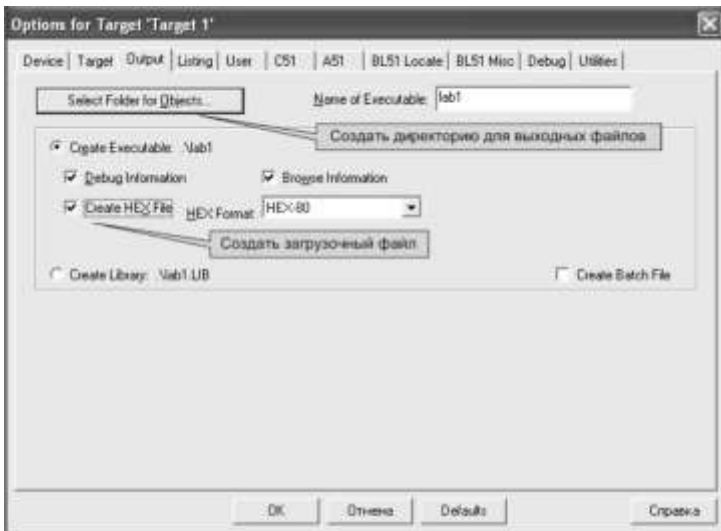 Options for Target 'Target 1'
Device | Target | Output | Listing | User | C51 | A51 | BL51 Locate | BL51 Misc | Debug | Utilities
Select Folder for Objects...
Name of Executable: lab1
Создать директорию для выходных файлов
Create Executable: .\lab1
Debug Information
Browse Information
Create HEX File
HEX Format: HEX-80
Создать загрузочный файл
Create Library: .\lab1.LIB
Create Batch File
OK
Отмена
Defaults
Справка